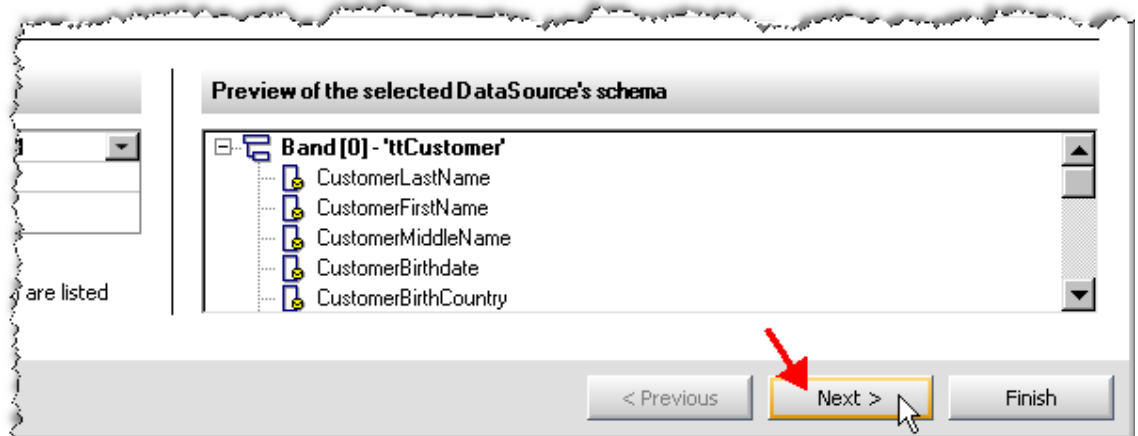 Preview of the selected DataSource's schema
Band [0] - 'ttCustomer'
CustomerLastName
CustomerFirstName
CustomerMiddleName
CustomerBirthdate
CustomerBirthCountry
are listed
< Previous
Next >
Finish